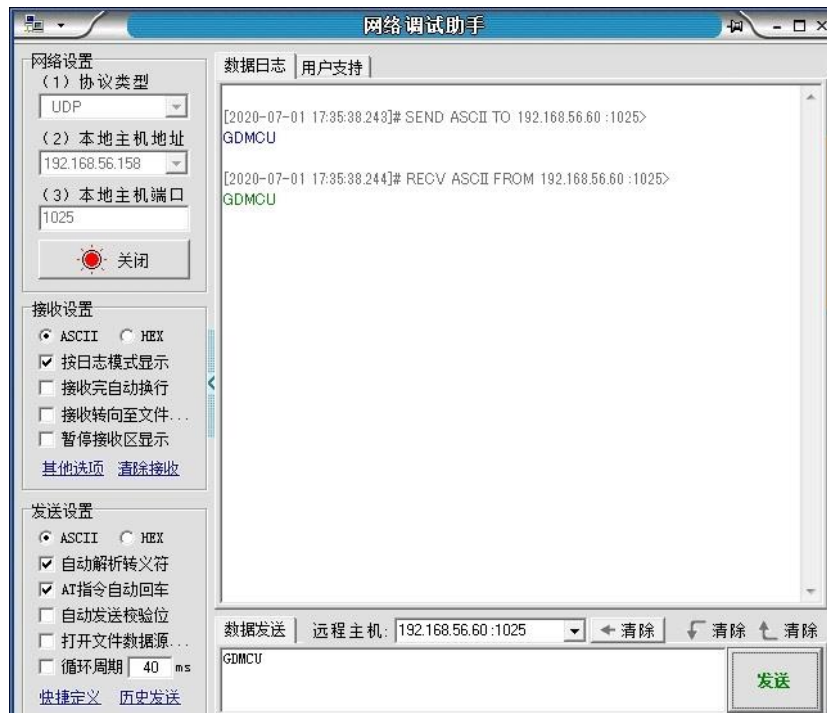 网络调试助手
网络设置
(1) 协议类型
UDP
(2) 本地主机地址
192.168.56.158
(3) 本地主机端口
1025
关闭
接收设置
ASCII HEX
按日志模式显示
接收完自动换行
接收转向至文件...
暂停接收区显示
其他选项 清除接收
发送设置
ASCII HEX
自动解析转义符
AT指令自动回车
自动发送校验位
打开文件数据源...
循环周期 40 ms
快捷定义 历史发送
数据日志 用户支持
[2020-07-01 17:35:38.243]# SEND ASCII TO 192.168.56.60 :1025>
GDMCU
[2020-07-01 17:35:38.244]# RECV ASCII FROM 192.168.56.60 :1025>
GDMCU
数据发送 远程主机: 192.168.56.60 :1025 清除 清除 清除
GDMCU
发送